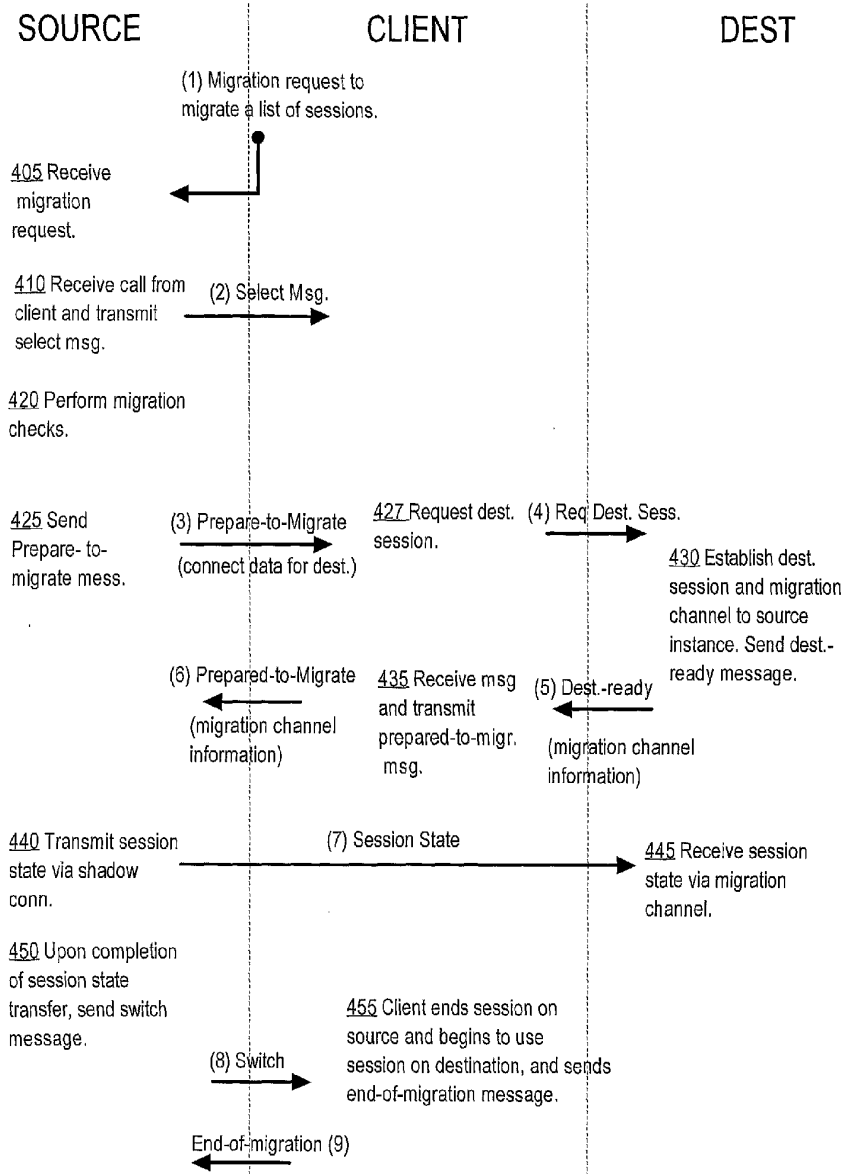 SOURCE
CLIENT
DEST
(1) Migration request to
migrate a list of sessions.
405 Receive
migration
request.
410 Receive call from
client and transmit
select msg.
(2) Select Msg.
420 Perform migration
checks.
425 Send
Prepare- to-
migrate mess.
(3) Prepare-to-Migrate
(connect data for dest.)
427 Request dest.
session.
(4) Req Dest. Sess.
430 Establish dest.
session and migration
channel to source
instance. Send dest.-
ready message.
(6) Prepared-to-Migrate
(migration channel
information)
435 Receive msg
and transmit
prepared-to-migr.
msg.
(5) Dest.-ready
(migration channel
information)
440 Transmit session
state via shadow
conn.
(7) Session State
445 Receive session
state via migration
channel.
450 Upon completion
of session state
transfer, send switch
message.
455 Client ends session on
source and begins to use
session on destination, and sends
end-of-migration message.
(8) Switch
End-of-migration (9)